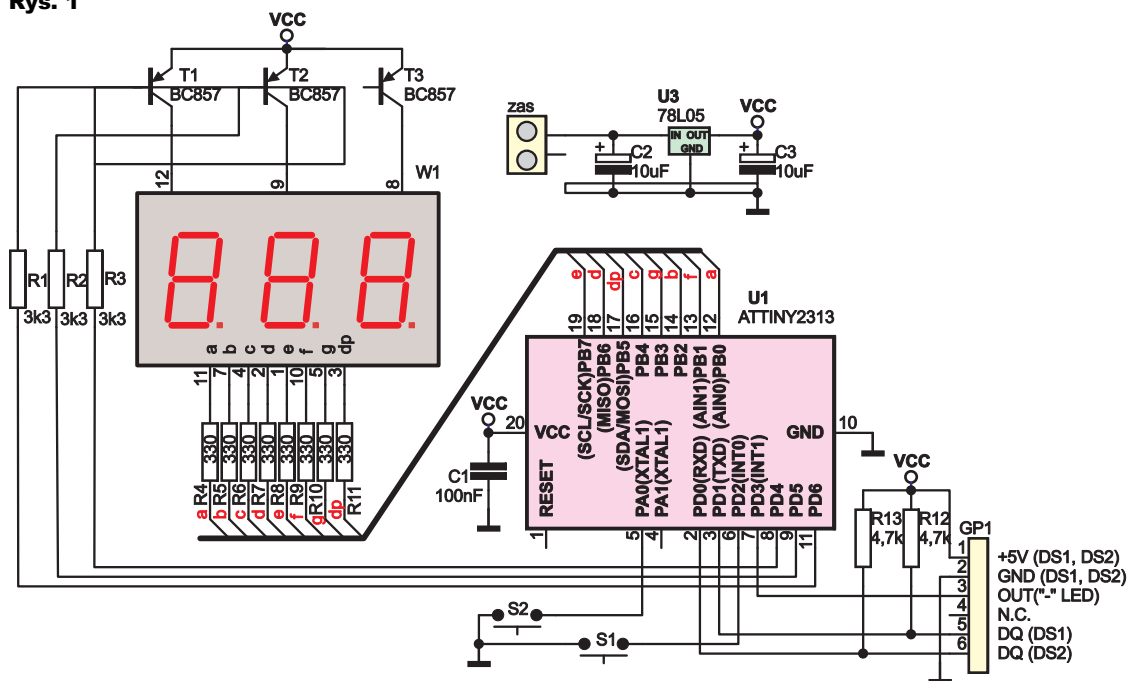 Rys. 1
VCC
T1
BC857
T2
BC857
T3
BC857
12
9
8
W1
R1
3k3
R2
3k3
R3
3k3
a b c d e f g dp
11 7 4 2 1 10 5 3
330 330 330 330 330 330 330 330
R4 R5 R6 R7 R8 R9 R10 R11
a b c d e f g dp
zas
U3
78L05
IN OUT
GND
VCC
+
C2
10uF
+
C3
10uF
e d dp c g b f a
U1
ATTINY2313
19 18 17 16 15 14 13 12
(SCL/SCK)PB7
(MISO)PB6
(SDA/MOSI)PB5
PB4
PB3
PB2
(AIN1)PB1
(AIN0)PB0
VCC
20
VCC
GND
10
C1
100nF
RESET
PA0(XTAL1)
PA1(XTAL1)
PD0(RXD)
PD1(TXD)
PD2(INT0)
PD3(INT1)
PD4
PD5
PD6
1 5 4 2 3 6 7 8 9 11
S2
S1
VCC
R13
4,7k
R12
4,7k
GP1
1 +5V (DS1, DS2)
2 GND (DS1, DS2)
3 OUT("-" LED)
4 N.C.
5 DQ (DS1)
6 DQ (DS2)